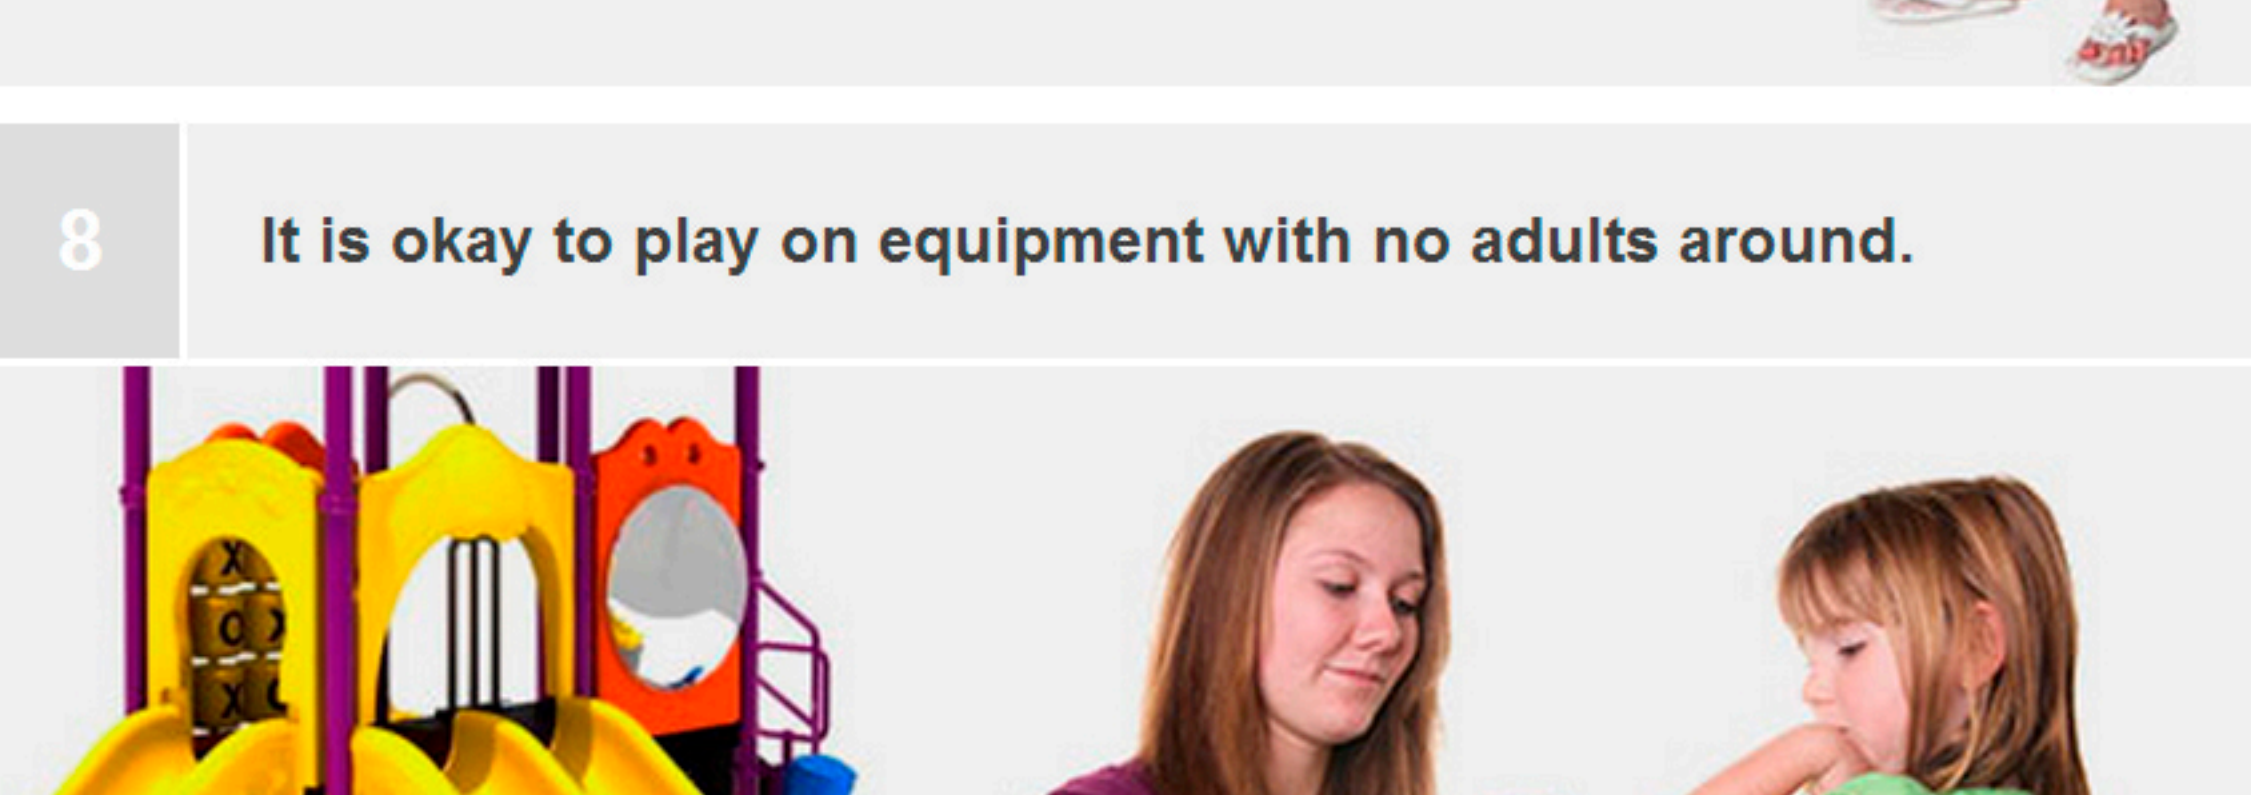 8
It is okay to play on equipment with no adults around.
X
O X
X O